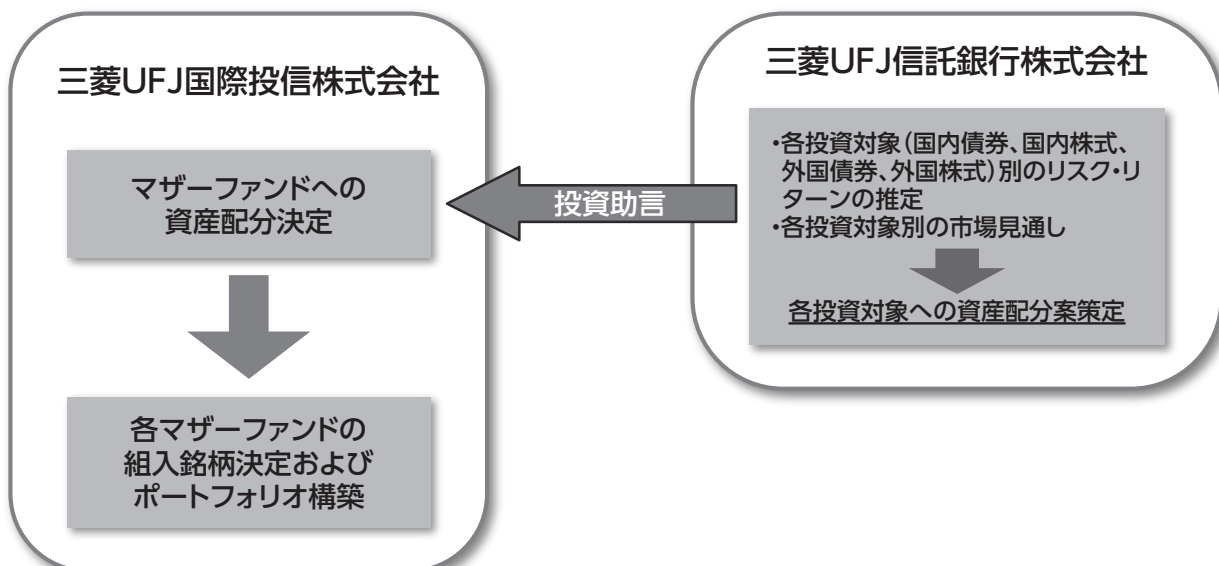 三菱UFJ国際投信株式会社
マザーファンドへの
資産配分決定
各マザーファンドの
組入銘柄決定および
ポートフォリオ構築
投資助言
三菱UFJ信託銀行株式会社
・各投資対象(国内債券、国内株式、
外国債券、外国株式)別のリスク・リ
ターンの推定
・各投資対象別の市場見通し
各投資対象への資産配分案策定